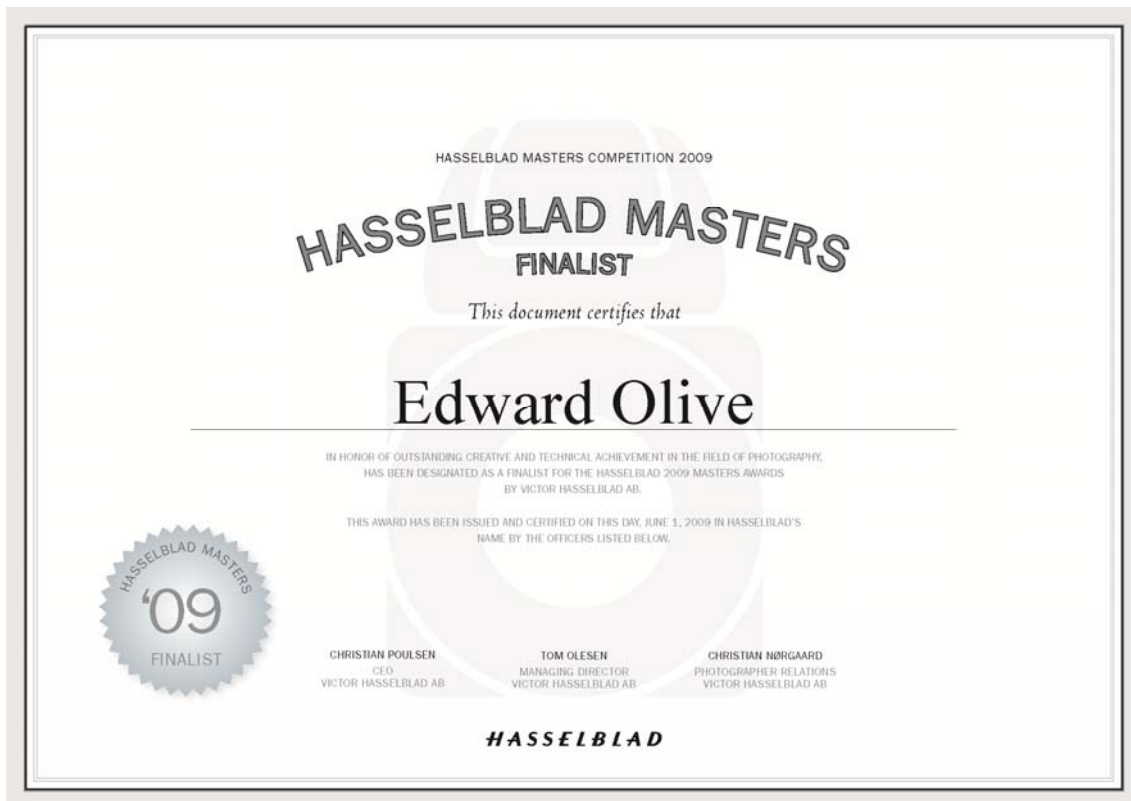 HASSELBLAD MASTERS COMPETITION 2009
HASSELBLAD MASTERS
FINALIST
This document certifies that
Edward Olive
IN HONOR OF OUTSTANDING CREATIVE AND TECHNICAL ACHIEVEMENT IN THE FIELD OF PHOTOGRAPHY,
HAS BEEN DESIGNATED AS A FINALIST FOR THE HASSELBLAD 2009 MASTERS AWARDS
BY VICTOR HASSELBLAD AB.
THIS AWARD HAS BEEN ISSUED AND CERTIFIED ON THIS DAY, JUNE 1, 2009 IN HASSELBLAD'S
NAME BY THE OFFICERS LISTED BELOW.
HASSELBLAD MASTERS
'09
FINALIST
CHRISTIAN POULSEN
CEO
VICTOR HASSELBLAD AB
TOM OLESEN
MANAGING DIRECTOR
VICTOR HASSELBLAD AB
CHRISTIAN NØRGAARD
PHOTOGRAPHER RELATIONS
VICTOR HASSELBLAD AB
HASSELBLAD